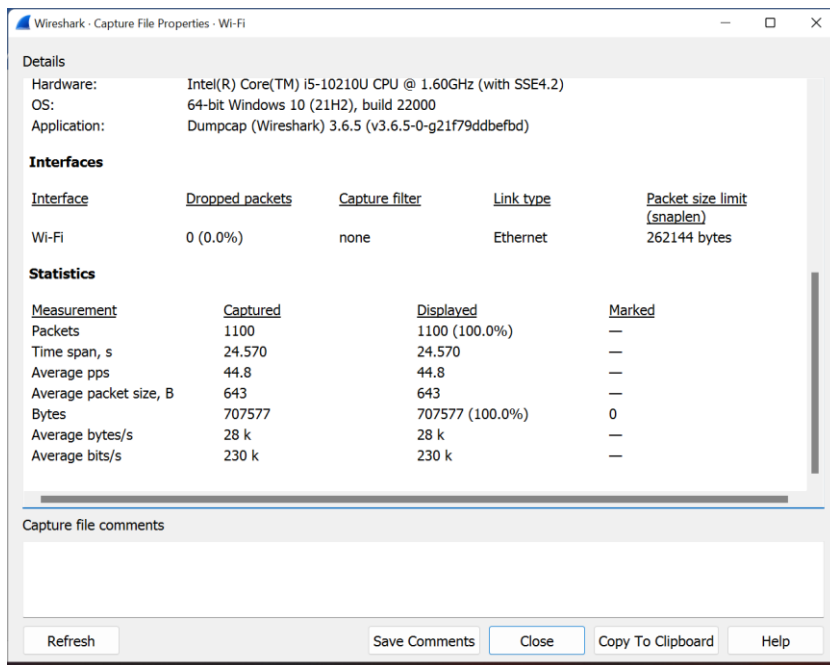 Wireshark · Capture File Properties · Wi-Fi
Details
Hardware: Intel(R) Core(TM) i5-10210U CPU @ 1.60GHz (with SSE4.2)
OS: 64-bit Windows 10 (21H2), build 22000
Application: Dumpcap (Wireshark) 3.6.5 (v3.6.5-0-g21f79ddbefbd)
Interfaces
Interface Dropped packets Capture filter Link type Packet size limit
(snaplen)
Wi-Fi 0 (0.0%) none Ethernet 262144 bytes
Statistics
Measurement Captured Displayed Marked
Packets 1100 1100 (100.0%) —
Time span, s 24.570 24.570 —
Average pps 44.8 44.8 —
Average packet size, B 643 643 —
Bytes 707577 707577 (100.0%) 0
Average bytes/s 28 k 28 k —
Average bits/s 230 k 230 k —
Capture file comments
Refresh Save Comments Close Copy To Clipboard Help